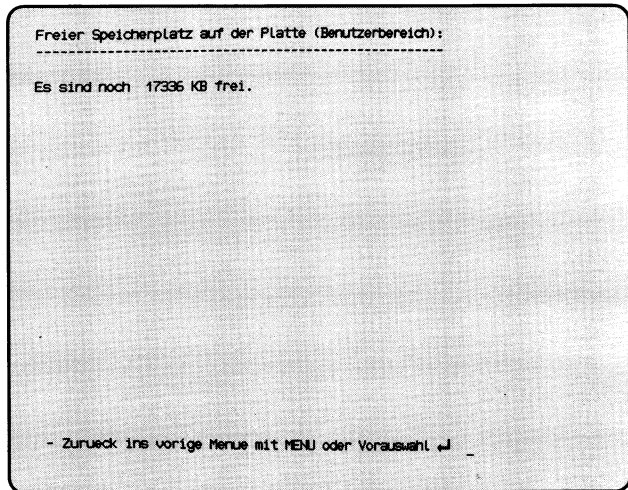 Freier Speicherplatz auf der Platte (Benutzerbereich):
------------------------------------------------------
Es sind noch  17336 KB frei.
- Zurueck ins vorige Menue mit MENU oder Vorauswahl ↵ _